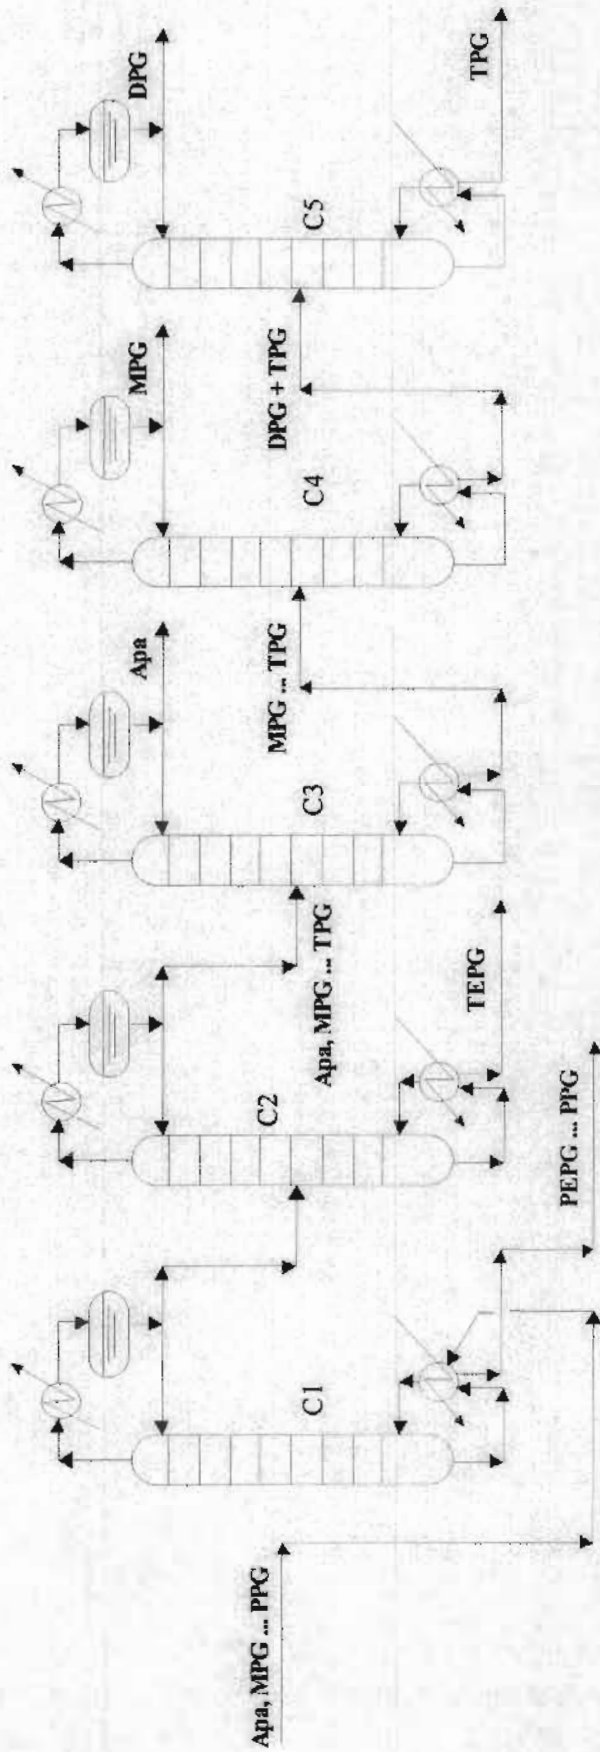 Apa, MPG ... PPG
C1
PEPG ... PPG
C2
TEPG
Apa, MPG ... TPG
C3
Apa
MPG ... TPG
C4
MPG
DPG + TPG
C5
DPG
TPG